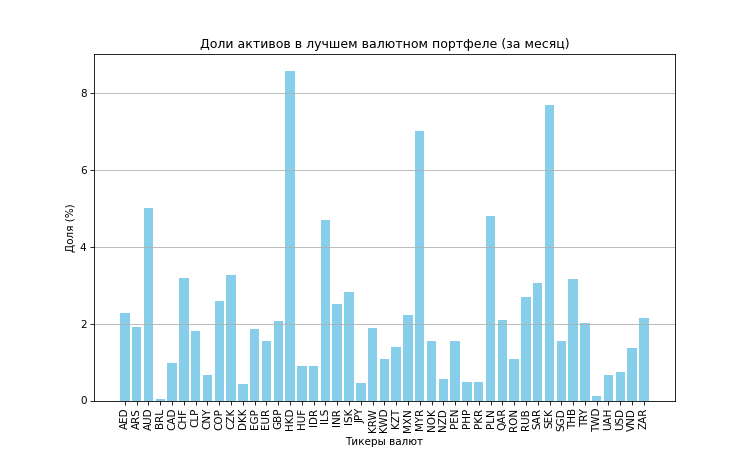 Доли активов в лучшем валютном портфеле (за месяц)
Доля (%)
8
6
4
2
0
AED ARS AUD BRL CAD CHF CLP CNY COP CZK DKK EGP EUR GBP HKD HUF IDR ILS INR ISK JPY KRW KWD KZT MXN MYR NOK NZD PEN PHP PKR PLN QAR RON RUB SAR SEK SGD THB TRY TWD UAH USD VND ZAR
Тикеры валют